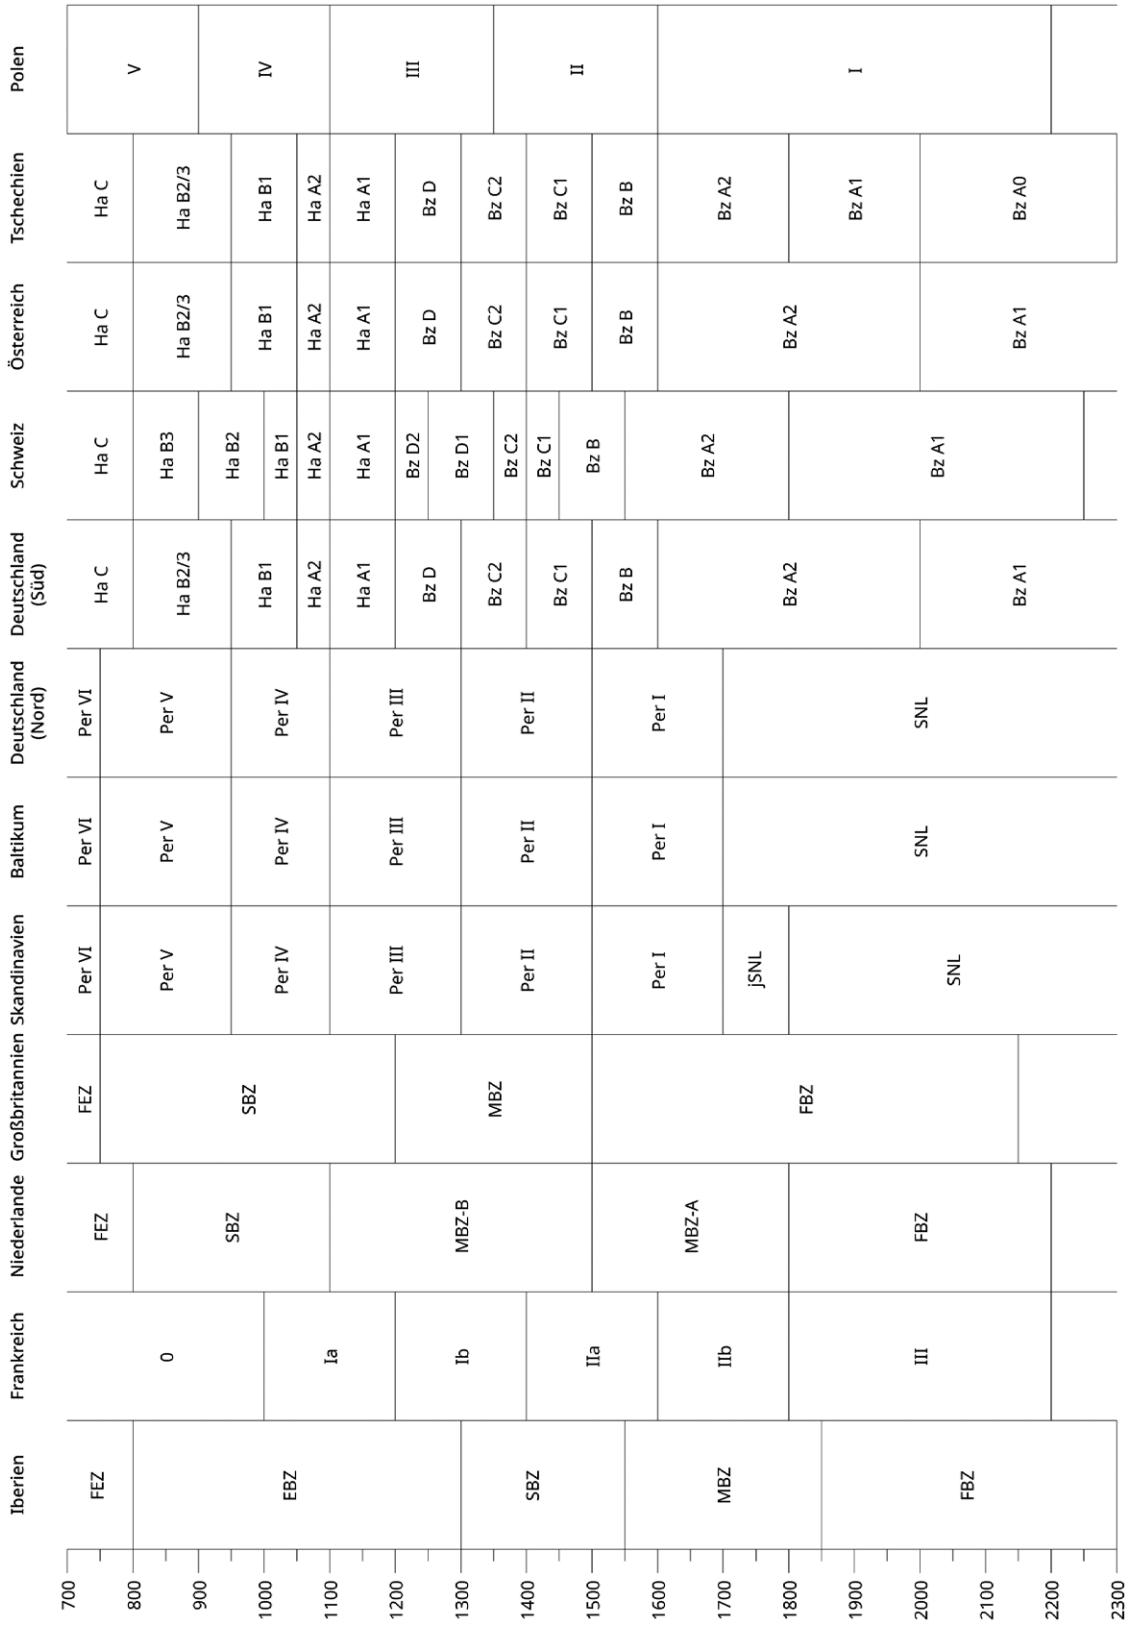 Iberien
Frankreich
Niederlande
Großbritannien
Skandinavien
Baltikum
Deutschland
(Nord)
Deutschland
(Süd)
Schweiz
Österreich
Tschechien
Polen
700
800
900
1000
1100
1200
1300
1400
1500
1600
1700
1800
1900
2000
2100
2200
2300
FEZ
EBZ
SBZ
MBZ
FBZ
0
Ia
Ib
IIa
IIb
III
FEZ
SBZ
MBZ-B
MBZ-A
FBZ
FEZ
SBZ
MBZ
FBZ
Per VI
Per V
Per IV
Per III
Per II
Per I
jSNL
SNL
Per VI
Per V
Per IV
Per III
Per II
Per I
SNL
Per VI
Per V
Per IV
Per III
Per II
Per I
SNL
Ha C
Ha B2/3
Ha B1
Ha A2
Ha A1
Bz D
Bz C2
Bz C1
Bz B
Bz A2
Bz A1
Ha C
Ha B3
Ha B2
Ha B1
Ha A2
Ha A1
Bz D2
Bz D1
Bz C2
Bz C1
Bz B
Bz A2
Bz A1
Ha C
Ha B2/3
Ha B1
Ha A2
Ha A1
Bz D
Bz C2
Bz C1
Bz B
Bz A2
Bz A1
Ha C
Ha B2/3
Ha B1
Ha A2
Ha A1
Bz D
Bz C2
Bz C1
Bz B
Bz A2
Bz A1
Bz A0
V
IV
III
II
I